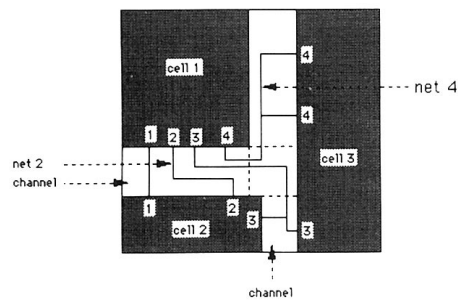 4
cell 1
net 4
4
1 2 3 4
cell 3
net 2
channel
1 2
3 3
cell 2
channel